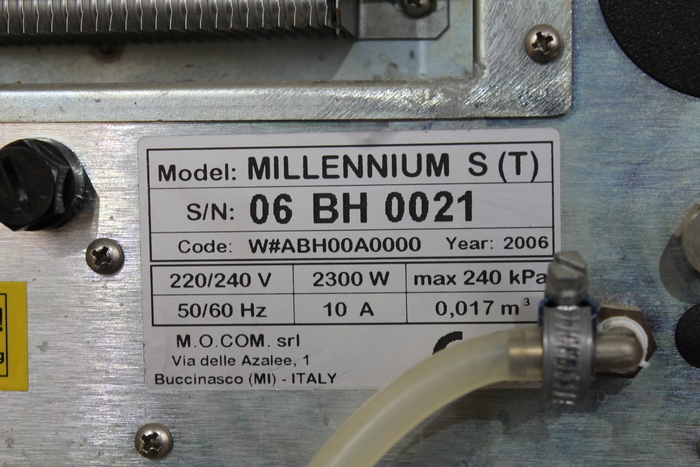 Model: MILLENNIUM S (T)
S/N: 06 BH 0021
Code: W#ABH00A0000 Year: 2006
220/240 V 2300 W max 240 kPa
50/60 Hz 10 A 0,017 m³
M.O.COM. srl
Via delle Azalee, 1
Buccinasco (MI) - ITALY